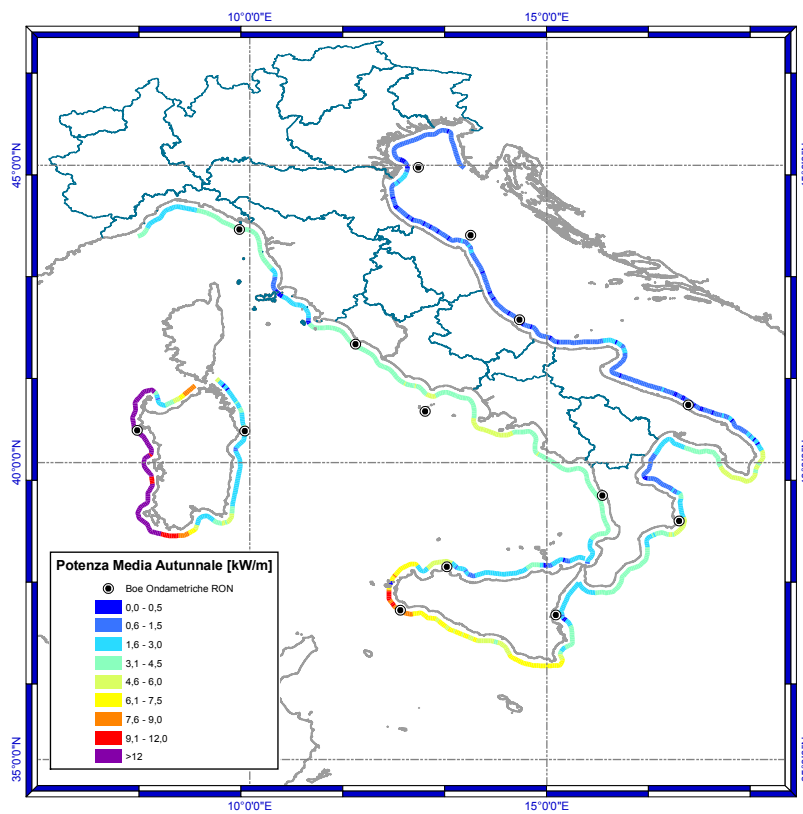 10°0'0"E 15°0'0"E
45°0'0"N
40°0'0"N
35°0'0"N
Potenza Media Autunnale [kW/m]
Boe Ondametriche RON
0,0 - 0,5
0,6 - 1,5
1,6 - 3,0
3,1 - 4,5
4,6 - 6,0
6,1 - 7,5
7,6 - 9,0
9,1 - 12,0
>12
10°0'0"E 15°0'0"E